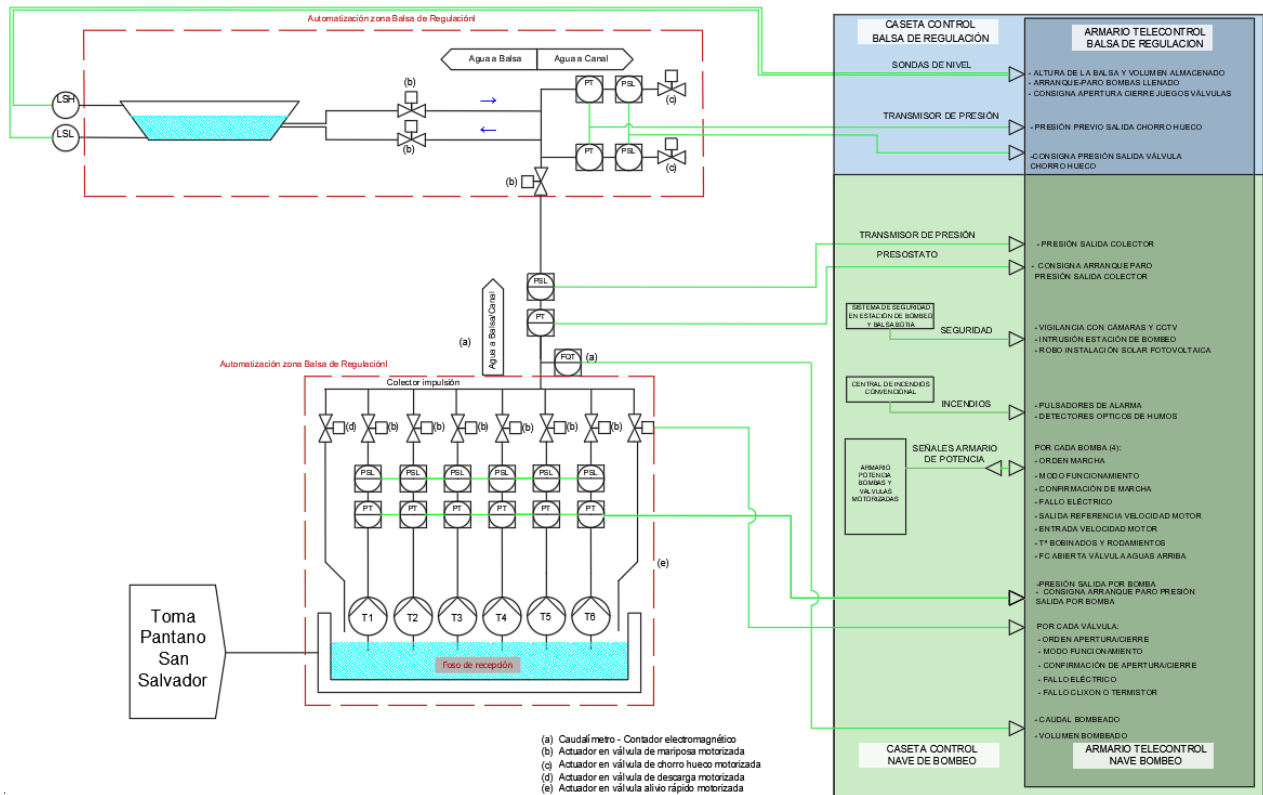 Automatización zona Balsa de Regulaciónl
Agua a Balsa
Agua a Canal
(b)
PT
PSL
(c)
LSH
LSL
→
←
(b)
PT
PSL
(c)
(b)
PSL
PT
Agua a Balsa/Canal
(a)
FQT
(a)
Automatización zona Balsa de Regulaciónl
Colector impulsión
(d)
(b)
(b)
(b)
(b)
(b)
(b)
PSL
PSL
PSL
PSL
PSL
PSL
PT
PT
PT
PT
PT
PT
(e)
T1
T2
T3
T4
T5
T6
Foso de recepción
Toma
Pantano
San
Salvador
(a) Caudalímetro - Contador electromagnético
(b) Actuador en válvula de mariposa motorizada
(c) Actuador en válvula de chorro hueco motorizada
(d) Actuador en válvula de descarga motorizada
(e) Actuador en válvula alivio rápido motorizada
CASETA CONTROL
BALSA DE REGULACIÓN
ARMARIO TELECONTROL
BALSA DE REGULACIÓN
SONDAS DE NIVEL
- ALTURA DE LA BALSA Y VOLUMEN ALMACENADO
- ARRANQUE-PARO BOMBAS LLENADO
- CONSIGNA APERTURA CIERRE JUEGOS VÁLVULAS
TRANSMISOR DE PRESIÓN
- PRESIÓN PREVIO SALIDA CHORRO HUECO
-CONSIGNA PRESIÓN SALIDA VÁLVULA
CHORRO HUECO
TRANSMISOR DE PRESIÓN
- PRESIÓN SALIDA COLECTOR
PRESOSTATO
- CONSIGNA ARRANQUE PARO
PRESIÓN SALIDA COLECTOR
SISTEMA DE SEGURIDAD
EN ESTACIÓN DE BOMBEO
Y BALSA BÚTIA
SEGURIDAD
- VIGILANCIA CON CÁMARAS Y CCTV
- INTRUSIÓN ESTACIÓN DE BOMBEO
- ROBO INSTALACIÓN SOLAR FOTOVOLTAICA
CENTRAL DE INCENDIOS
CONVENCIONAL
INCENDIOS
- PULSADORES DE ALARMA
- DETECTORES OPTICOS DE HUMOS
ARMARIO
POTENCIA
BOMBAS Y
VÁLVULAS
MOTORIZADAS
SEÑALES ARMARIO
DE POTENCIA
POR CADA BOMBA (4):
- ORDEN MARCHA
- MODO FUNCIONAMIENTO
- CONFIRMACIÓN DE MARCHA
- FALLO ELÉCTRICO
- SALIDA REFERENCIA VELOCIDAD MOTOR
- ENTRADA VELOCIDAD MOTOR
- Tª BOBINADOS Y RODAMIENTOS
- FC ABIERTA VÁLVULA AGUAS ARRIBA
-PRESIÓN SALIDA POR BOMBA
- CONSIGNA ARRANQUE PARO PRESIÓN
SALIDA POR BOMBA
POR CADA VÁLVULA:
- ORDEN APERTURA/CIERRE
- MODO FUNCIONAMIENTO
- CONFIRMACIÓN DE APERTURA/CIERRE
- FALLO ELÉCTRICO
- FALLO CLIXON O TERMISTOR
- CAUDAL BOMBEADO
- VOLUMEN BOMBEADO
CASETA CONTROL
NAVE DE BOMBEO
ARMARIO TELECONTROL
NAVE BOMBEO